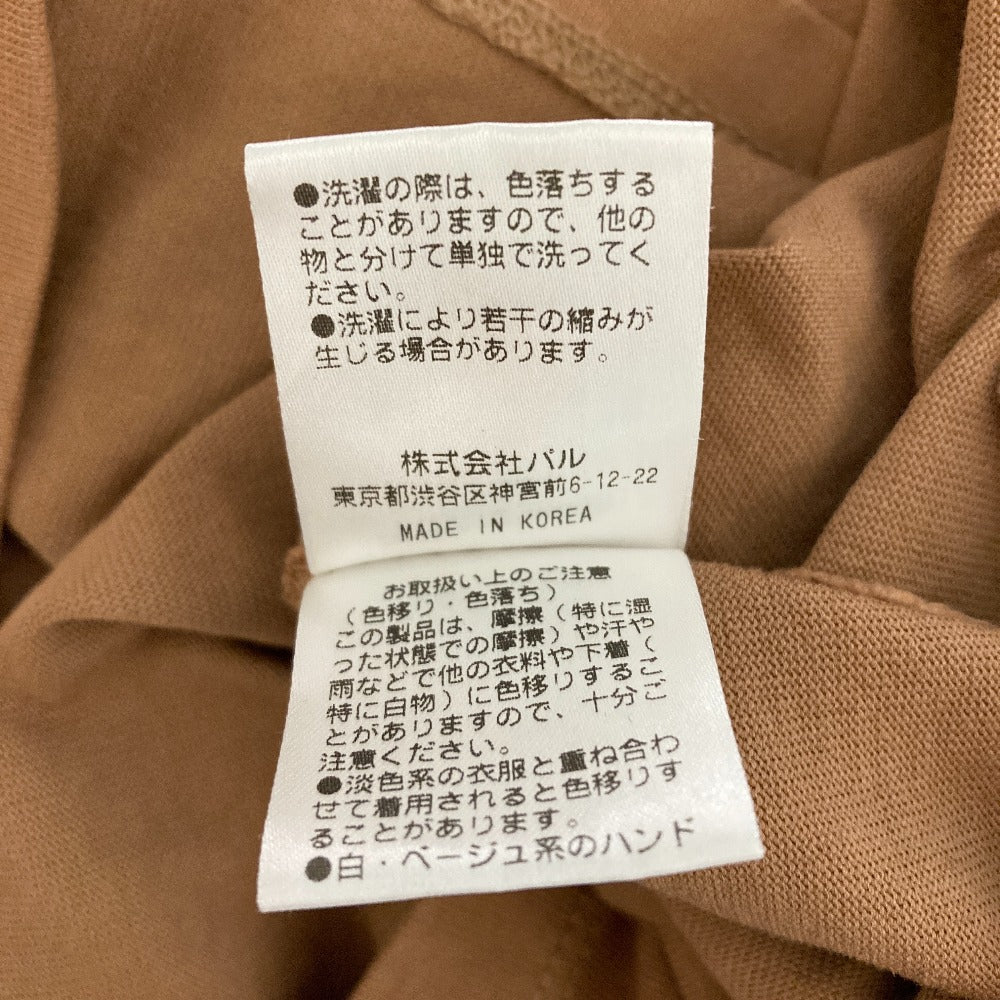 ●洗濯の際は、色落ちする
ことがありますので、他の
物と分けて単独で洗ってく
ださい。
●洗濯により若干の縮みが
生じる場合があります。
株式会社パル
東京都渋谷区神宮前6-12-22
MADE IN KOREA
お取扱い上のご注意
（色移り・色落ち）
この製品は、摩擦（特に湿
った状態での摩擦）や汗や
雨などで他の衣料や下着（
特に白物）に色移りするこ
とがありますので、十分ご
注意ください。
●淡色系の衣服と重ね合わ
せて着用されると色移りす
ることがあります。
●白・ベージュ系のハンド